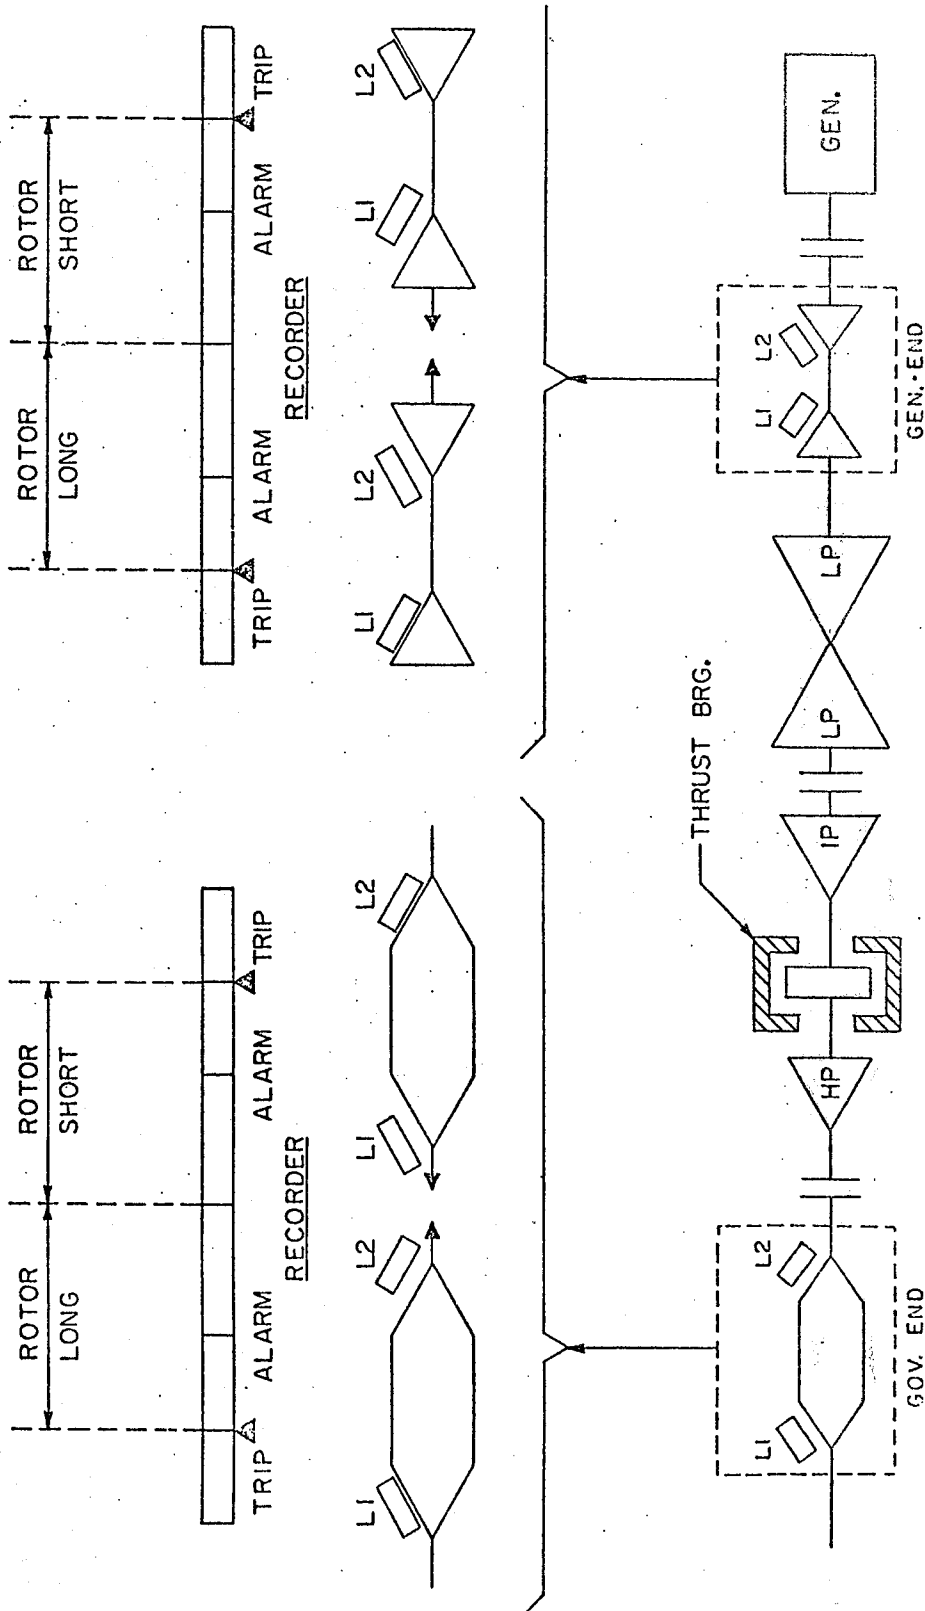 ROTOR LONG
ROTOR SHORT
TRIP ALARM ALARM TRIP
RECORDER
L1 L2 L1 L2
ROTOR LONG
ROTOR SHORT
TRIP ALARM ALARM TRIP
RECORDER
L1 L2 L1 L2
THRUST BRG.
L1 L2
HP IP LP LP
L1 L2
GEN.
GOV. END
GEN. END